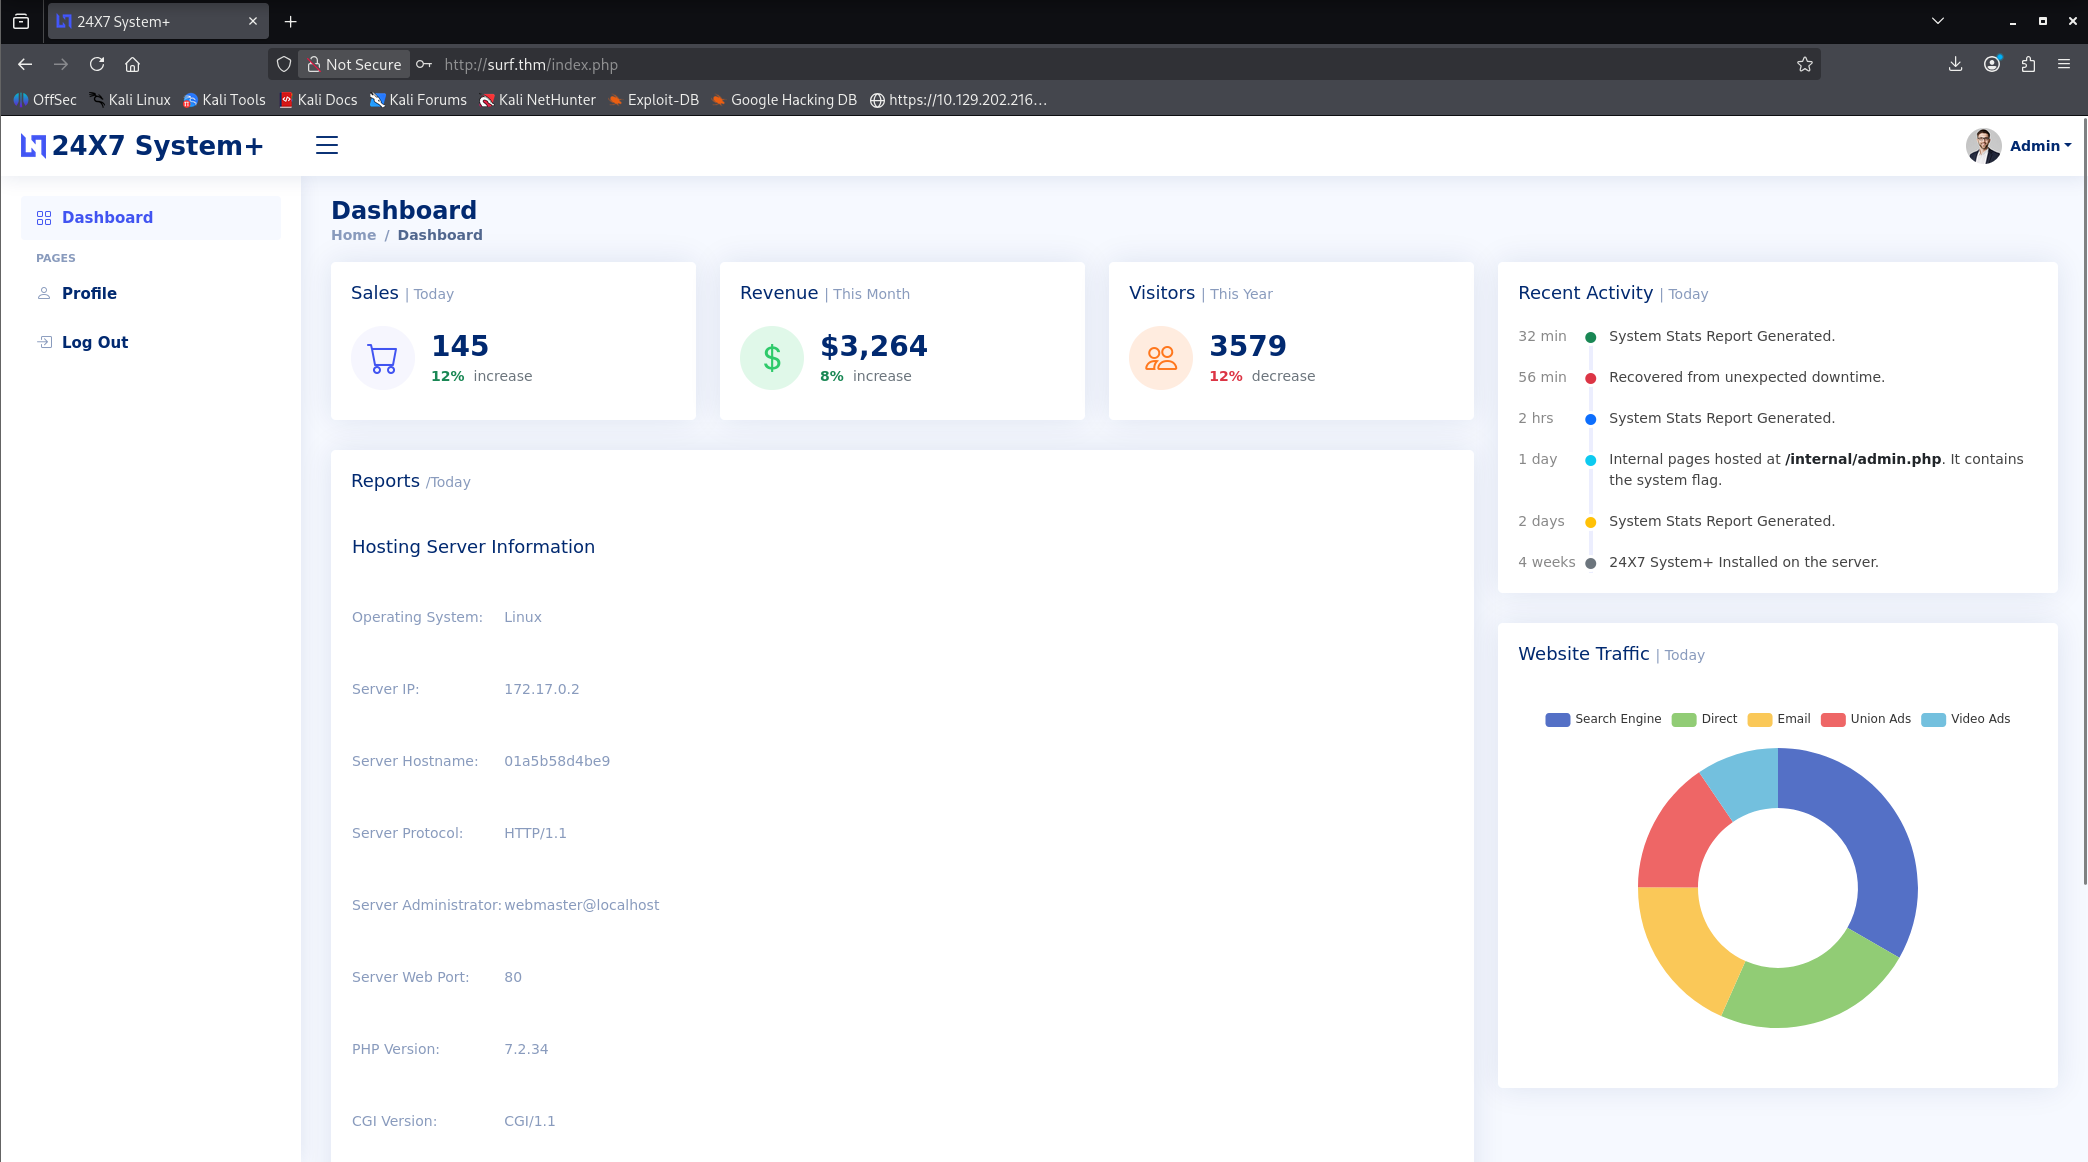 24X7 System+
Not Secure
http://surf.thm/index.php
OffSec Kali Linux Kali Tools Kali Docs Kali Forums Kali NetHunter Exploit-DB Google Hacking DB https://10.129.202.216…
24X7 System+
Admin
Dashboard
PAGES
Profile
Log Out
Dashboard
Home / Dashboard
Sales | Today
145
12% increase
Revenue | This Month
$3,264
8% increase
Visitors | This Year
3579
12% decrease
Reports /Today
Hosting Server Information
Operating System: Linux
Server IP: 172.17.0.2
Server Hostname: 01a5b58d4be9
Server Protocol: HTTP/1.1
Server Administrator: webmaster@localhost
Server Web Port: 80
PHP Version: 7.2.34
CGI Version: CGI/1.1
Recent Activity | Today
32 min System Stats Report Generated.
56 min Recovered from unexpected downtime.
2 hrs System Stats Report Generated.
1 day Internal pages hosted at /internal/admin.php. It contains
the system flag.
2 days System Stats Report Generated.
4 weeks 24X7 System+ Installed on the server.
Website Traffic | Today
Search Engine Direct Email Union Ads Video Ads